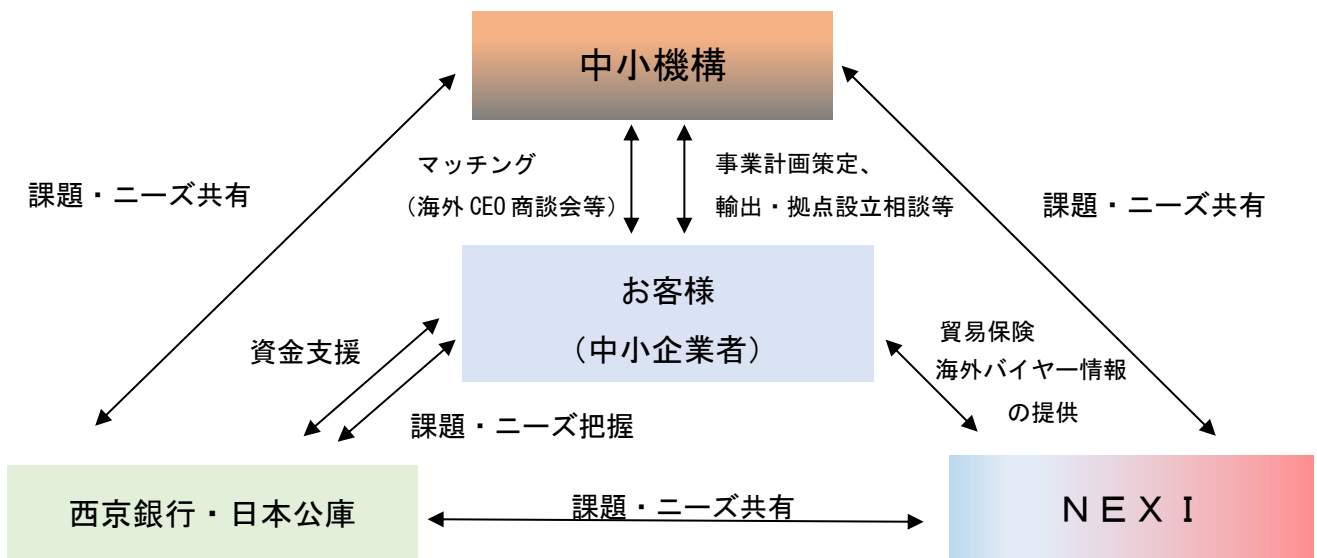 中小機構
マッチング
（海外 CEO 商談会等）
事業計画策定、
輸出・拠点設立相談等
課題・ニーズ共有
課題・ニーズ共有
お客様
（中小企業者）
資金支援
課題・ニーズ把握
貿易保険
海外バイヤー情報
の提供
西京銀行・日本公庫
課題・ニーズ共有
ＮＥＸＩ